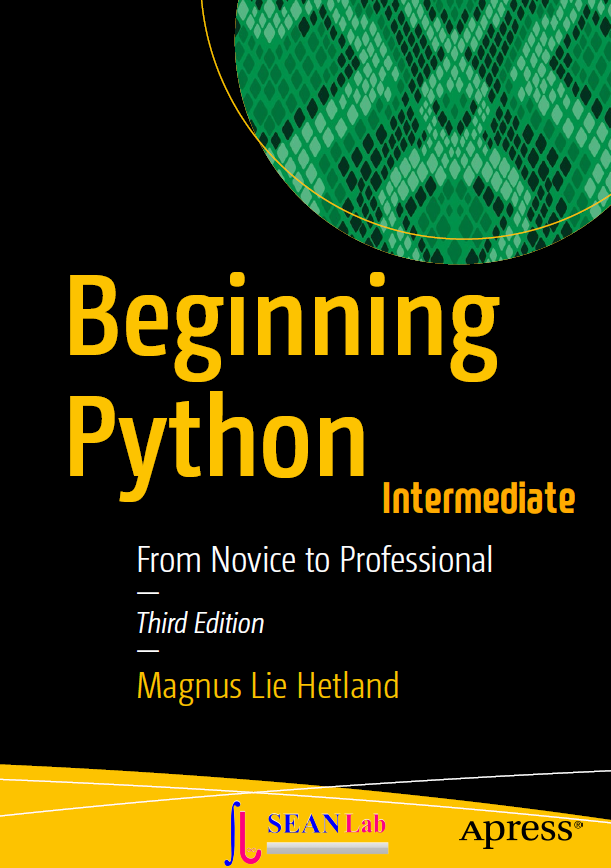 Beginning
Python
Intermediate
From Novice to Professional
—
Third Edition
—
Magnus Lie Hetland
SEAN Lab
Apress®